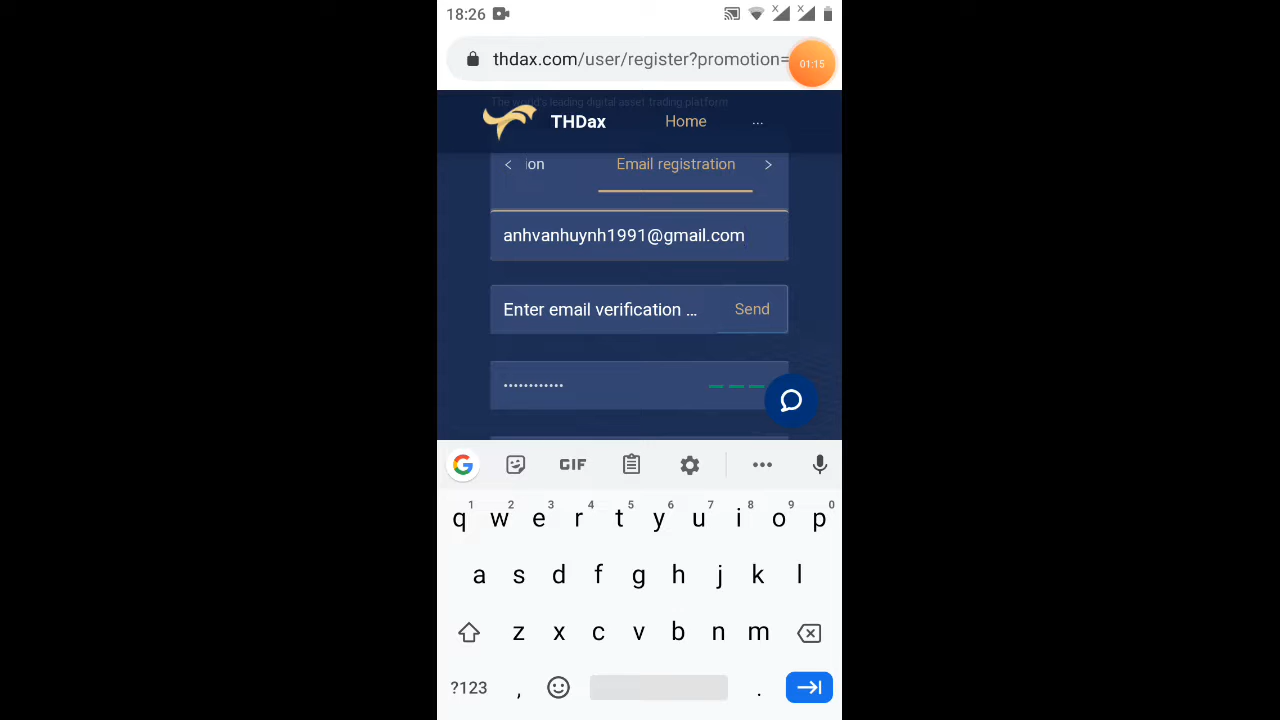 18:26
thdax.com/user/register?promotion=
01:15
The world's leading digital asset trading platform
THDax Home ...
< ion Email registration >
anhvanhuynh1991@gmail.com
Enter email verification ... Send
••••••••••••
G GIF •••
1 2 3 4 5 6 7 8 9 0
q w e r t y u i o p
a s d f g h j k l
z x c v b n m
?123 , .